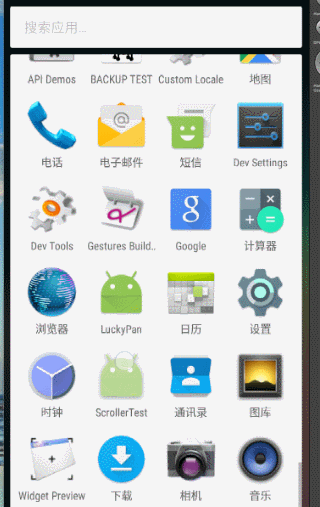 搜索应用…
API Demos
BACKUP TEST
Custom Locale
地图
电话
电子邮件
短信
Dev Settings
Dev Tools
Gestures Build..
Google
计算器
浏览器
LuckyPan
日历
设置
时钟
ScrollerTest
通讯录
图库
Widget Preview
下载
相机
音乐